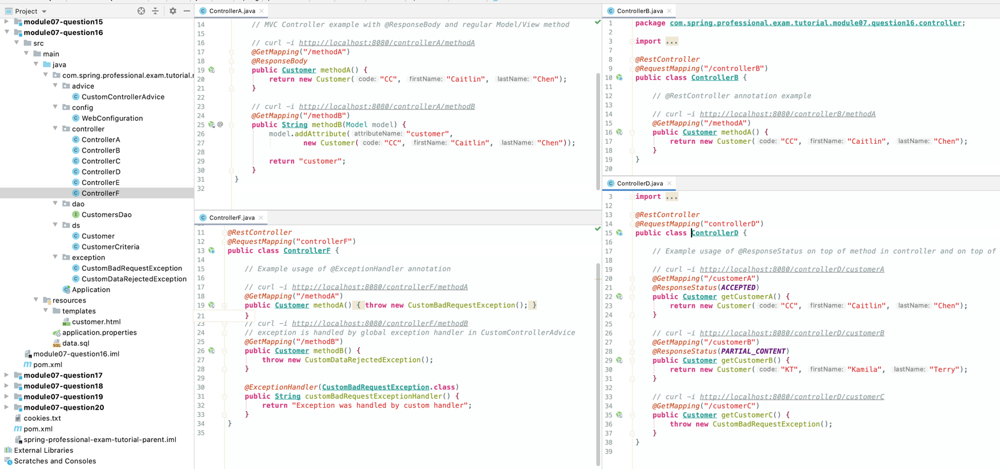 Project
module07-question15
module07-question16
src
main
java
com.spring.professional.exam.tutorial.
advice
CustomControllerAdvice
config
WebConfiguration
controller
ControllerA
ControllerB
ControllerC
ControllerD
ControllerE
ControllerF
dao
CustomersDao
ds
Customer
CustomerCriteria
exception
CustomBadRequestException
CustomDataRejectedException
Application
resources
templates
customer.html
application.properties
data.sql
module07-question16.iml
pom.xml
module07-question17
module07-question18
module07-question19
module07-question20
cookies.txt
pom.xml
spring-professional-exam-tutorial-parent.iml
External Libraries
Scratches and Consoles
ControllerA.java
14 // MVC Controller example with @ResponseBody and regular Model/View method
15
16 // curl -i http://localhost:8080/controllerA/methodA
17 @GetMapping("/methodA")
18 @ResponseBody
19 public Customer methodA() {
20 return new Customer( code: "CC", firstName: "Caitlin", lastName: "Chen");
21 }
22
23 // curl -i http://localhost:8080/controllerA/methodB
24 @GetMapping("/methodB")
25 @ public String methodB(Model model) {
26 model.addAttribute( attributeName: "customer",
27 new Customer( code: "CC", firstName: "Caitlin", lastName: "Chen"));
28
29 return "customer";
30 }
31 }
32
ControllerF.java
11 @RestController
12 @RequestMapping("controllerF")
13 public class ControllerF {
14
15 // Example usage of @ExceptionHandler annotation
16
17 // curl -i http://localhost:8080/controllerF/methodA
18 @GetMapping("/methodA")
19 public Customer methodA() { throw new CustomBadRequestException(); }
21 }
23 // curl -i http://localhost:8080/controllerF/methodB
24 // exception is handled by global exception handler in CustomControllerAdvice
25 @GetMapping("/methodB")
26 public Customer methodB() {
27 throw new CustomDataRejectedException();
28 }
29
30 @ExceptionHandler(CustomBadRequestException.class)
31 public String customBadRequestExceptionHandler() {
32 return "Exception was handled by custom handler";
33 }
34 }
35
ControllerB.java
1 package com.spring.professional.exam.tutorial.module07.question16.controller;
2
3 import ...
7
8 @RestController
9 @RequestMapping("/controllerB")
10 public class ControllerB {
11
12 // @RestController annotation example
13
14 // curl -i http://localhost:8080/controllerB/methodA
15 @GetMapping("/methodA")
16 public Customer methodA() {
17 return new Customer( code: "CC", firstName: "Caitlin", lastName: "Chen");
18 }
19 }
20
ControllerD.java
3 import ...
12
13 @RestController
14 @RequestMapping("controllerD")
15 public class ControllerD {
16
17 // Example usage of @ResponseStatus on top of method in controller and on top of
18
19 // curl -i http://localhost:8080/controllerD/customerA
20 @GetMapping("/customerA")
21 @ResponseStatus(ACCEPTED)
22 public Customer getCustomerA() {
23 return new Customer( code: "CC", firstName: "Caitlin", lastName: "Chen");
24 }
25
26 // curl -i http://localhost:8080/controllerD/customerB
27 @GetMapping("/customerB")
28 @ResponseStatus(PARTIAL_CONTENT)
29 public Customer getCustomerB() {
30 return new Customer( code: "KT", firstName: "Kamila", lastName: "Terry");
31 }
32
33 // curl -i http://localhost:8080/controllerD/customerC
34 @GetMapping("/customerC")
35 public Customer getCustomerC() {
36 throw new CustomBadRequestException();
37 }
38 }
39